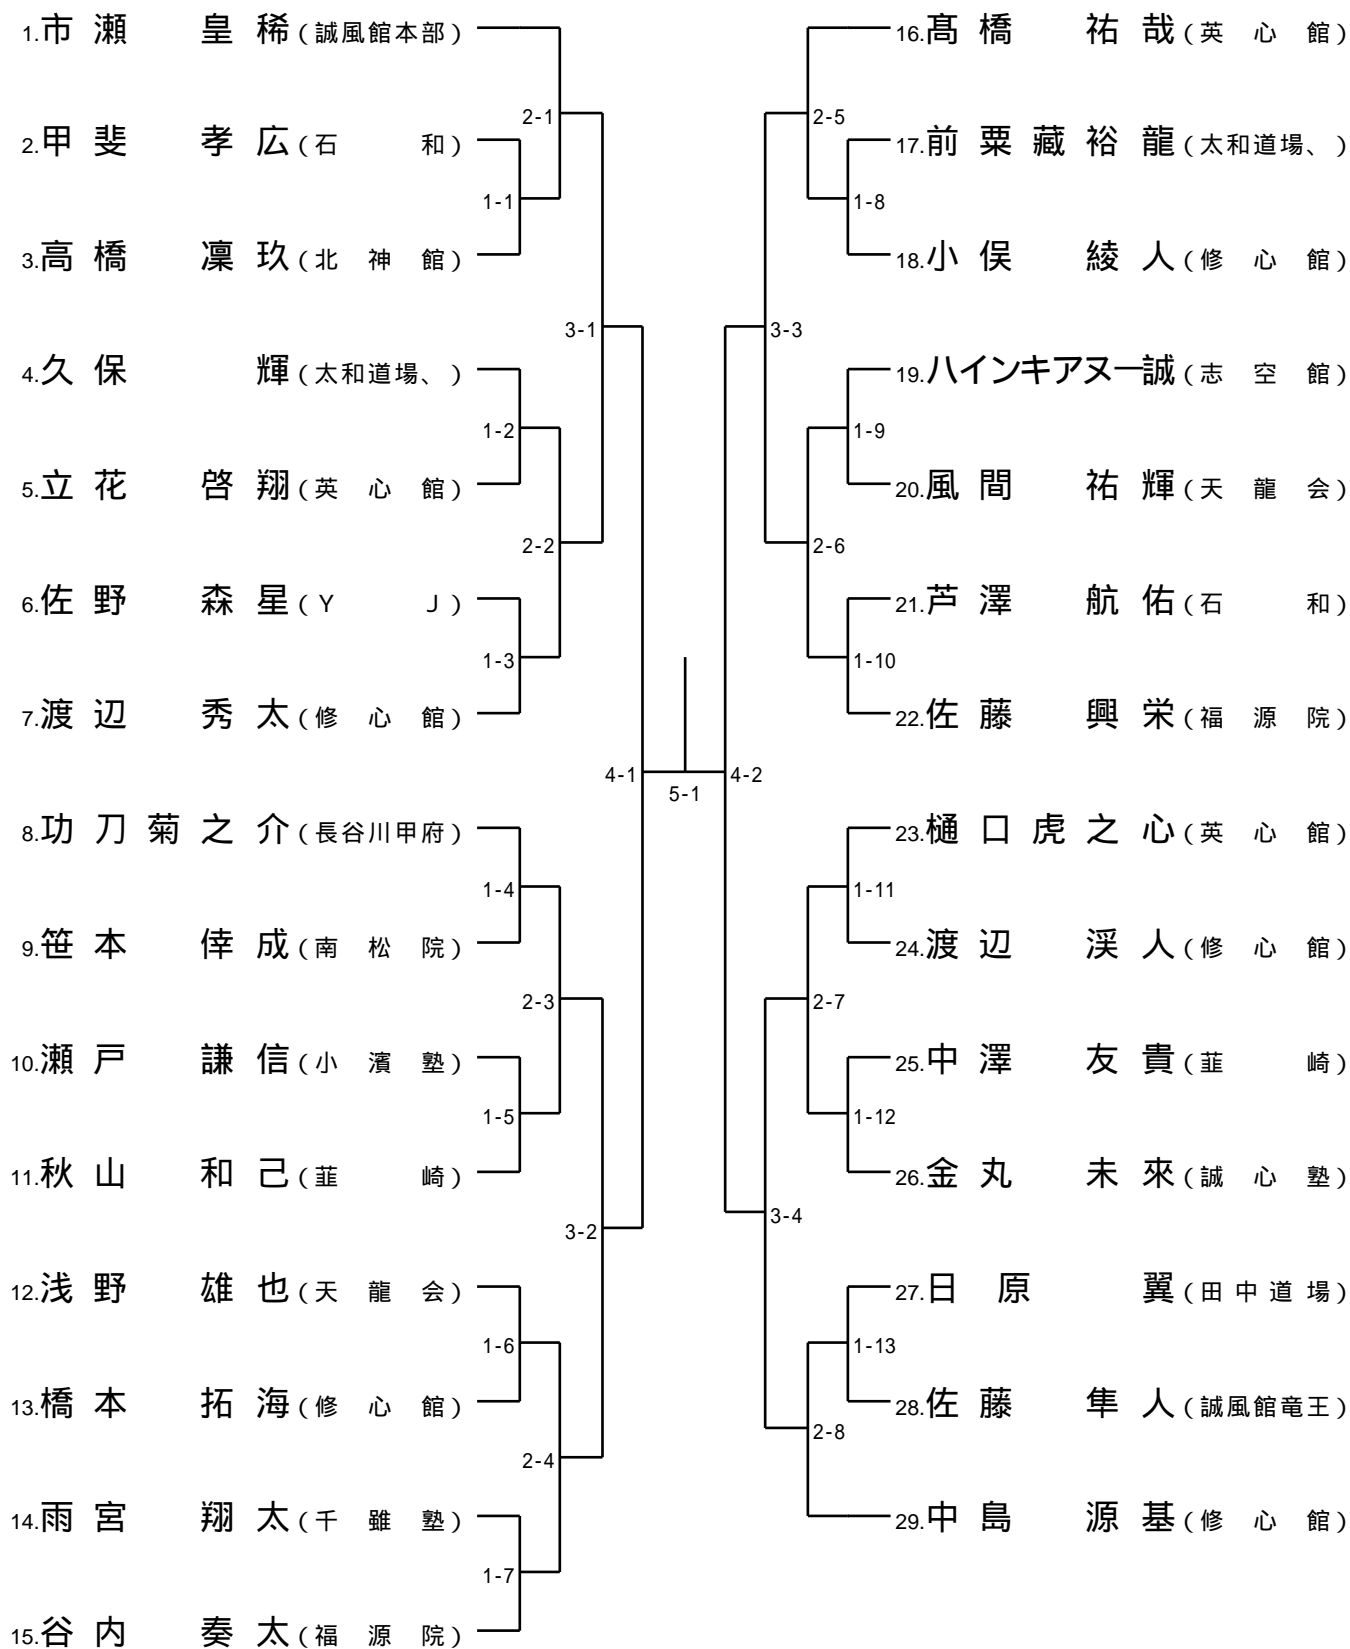 1.市瀬 皇稀(誠風館本部)
2-1
2.甲斐 孝広(石和)
1-1
3.高橋 凜玖(北神館)
3-1
4.久保 輝(太和道場、)
1-2
5.立花 啓翔(英心館)
2-2
6.佐野 森星(YJ)
1-3
7.渡辺 秀太(修心館)
4-1
8.功刀菊之介(長谷川甲府)
1-4
9.笹本 倖成(南松院)
2-3
10.瀬戸 謙信(小濱塾)
1-5
11.秋山 和己(韮崎)
3-2
12.浅野 雄也(天龍会)
1-6
13.橋本 拓海(修心館)
2-4
14.雨宮 翔太(千雖塾)
1-7
15.谷内 奏太(福源院)
5-1
16.髙橋 祐哉(英心館)
2-5
17.前粟藏裕龍(太和道場、)
1-8
18.小俣 綾人(修心館)
3-3
19.ハインキアヌ一誠(志空館)
1-9
20.風間 祐輝(天龍会)
2-6
21.芦澤 航佑(石和)
1-10
22.佐藤 興栄(福源院)
4-2
23.樋口虎之心(英心館)
1-11
24.渡辺 渓人(修心館)
2-7
25.中澤 友貴(韮崎)
1-12
26.金丸 未來(誠心塾)
3-4
27.日原 翼(田中道場)
1-13
28.佐藤 隼人(誠風館竜王)
2-8
29.中島 源基(修心館)